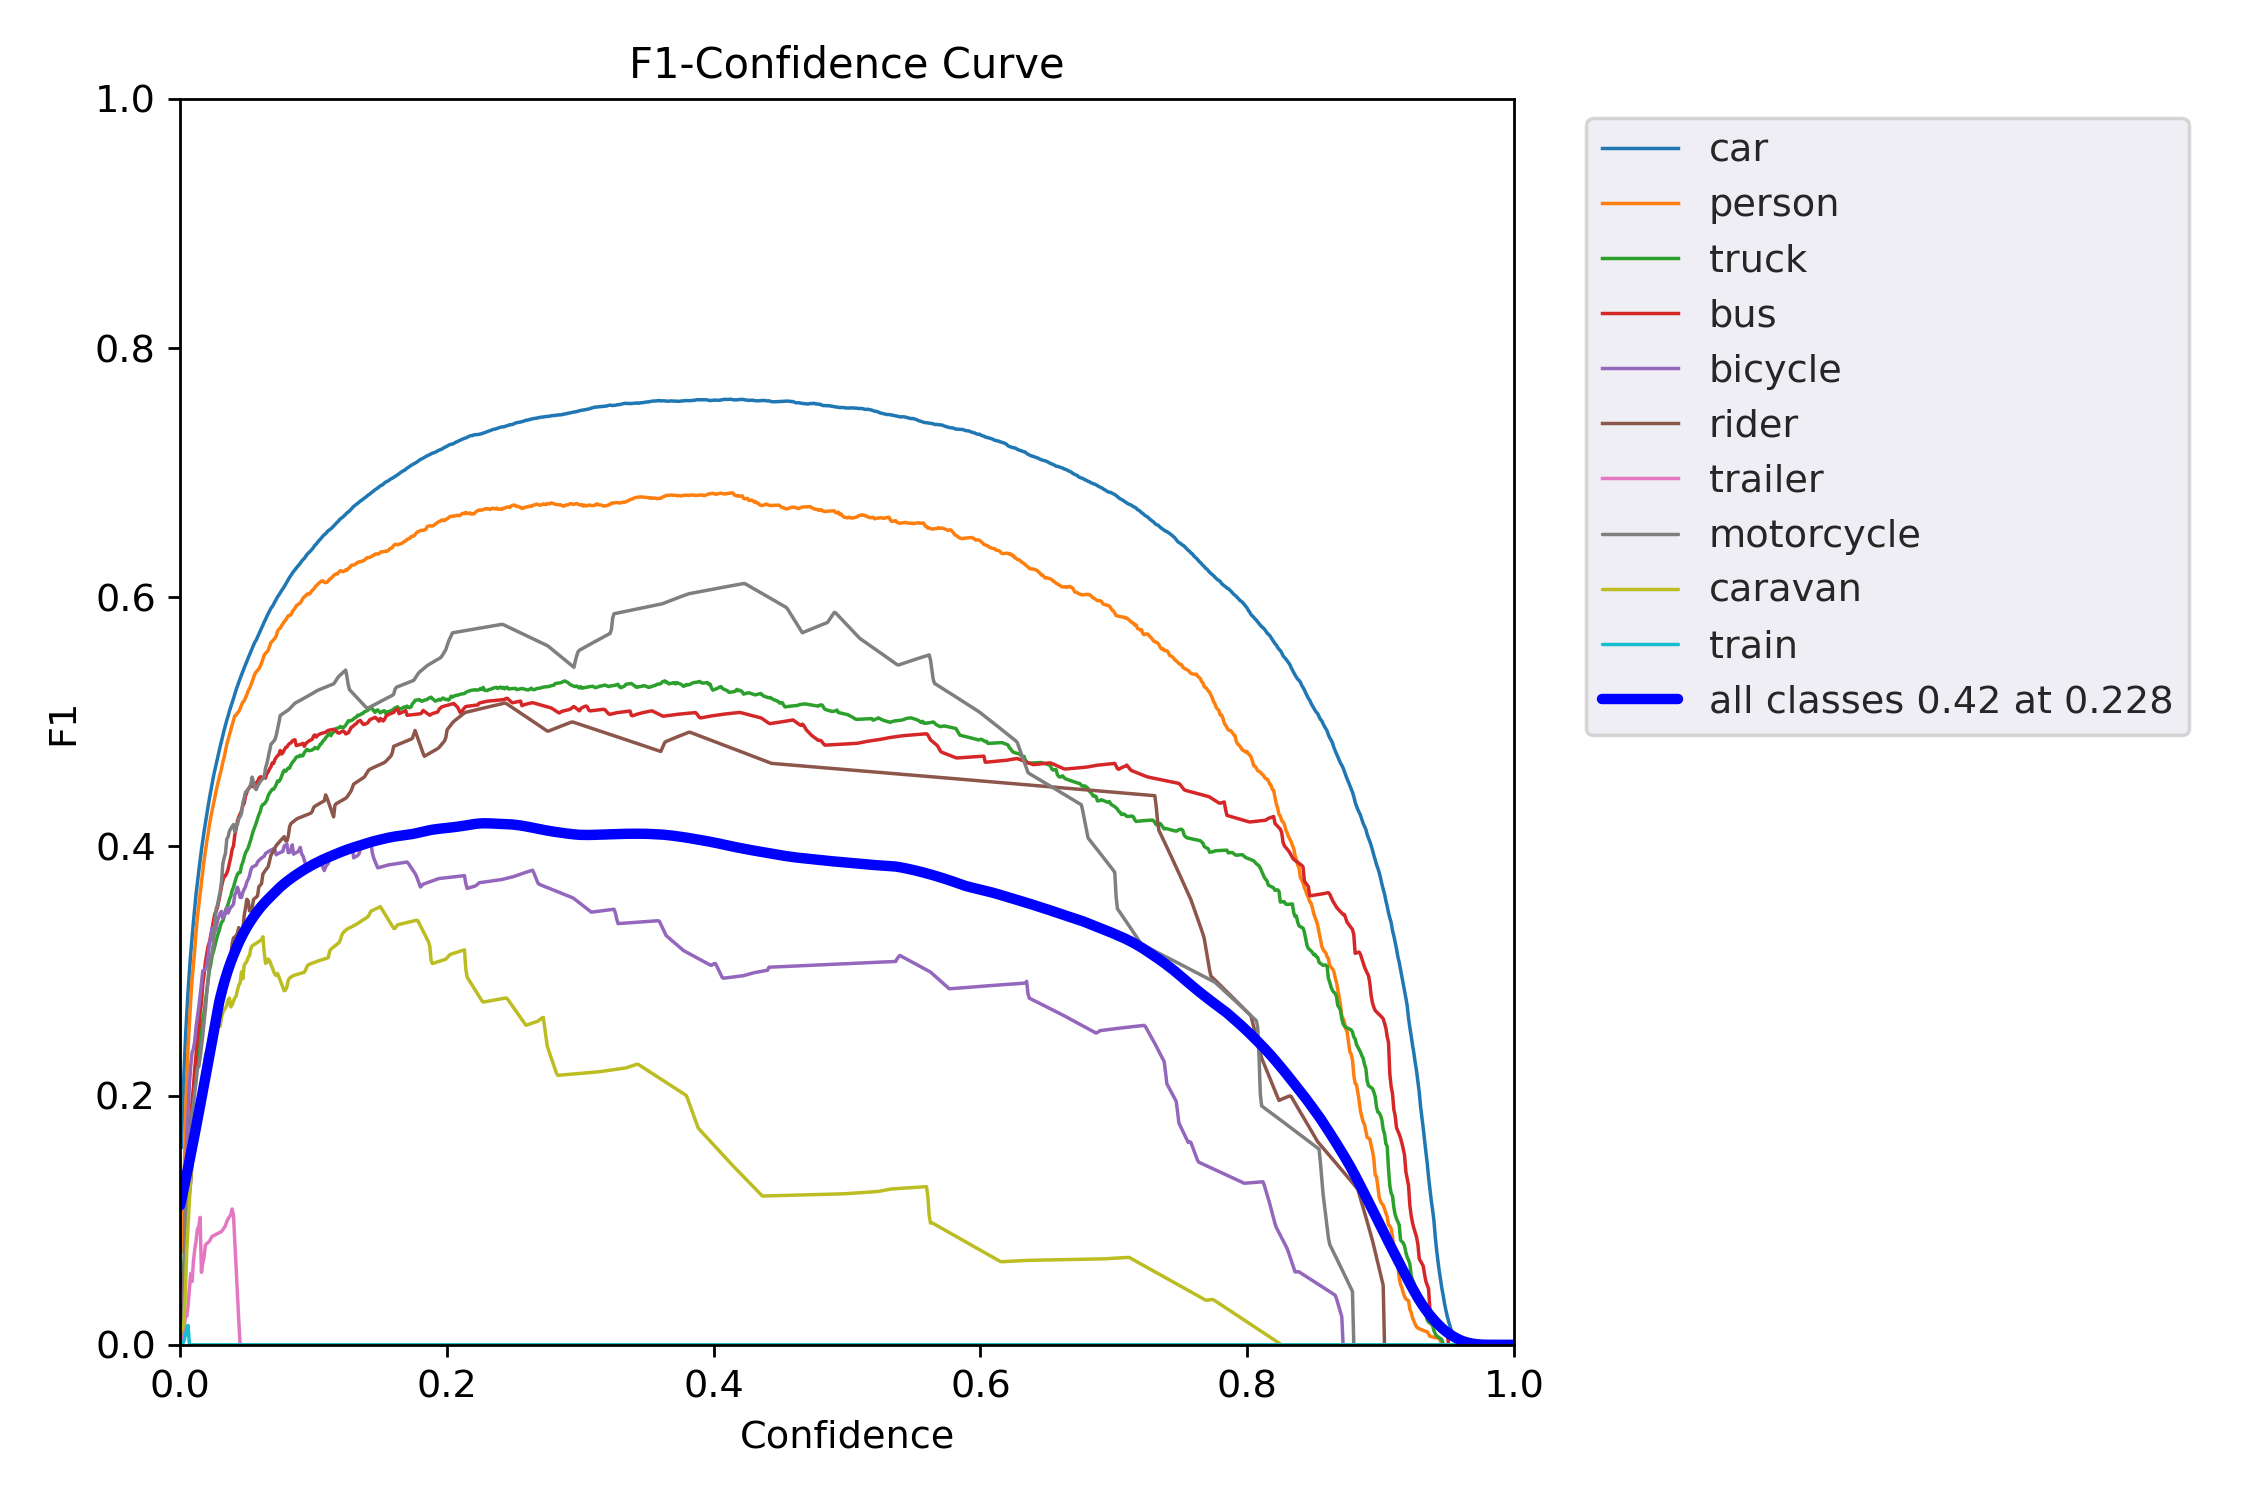 F1-Confidence Curve
1.0
0.8
0.6
0.4
0.2
0.0
F1
0.0 0.2 0.4 0.6 0.8 1.0
Confidence
car
person
truck
bus
bicycle
rider
trailer
motorcycle
caravan
train
all classes 0.42 at 0.228